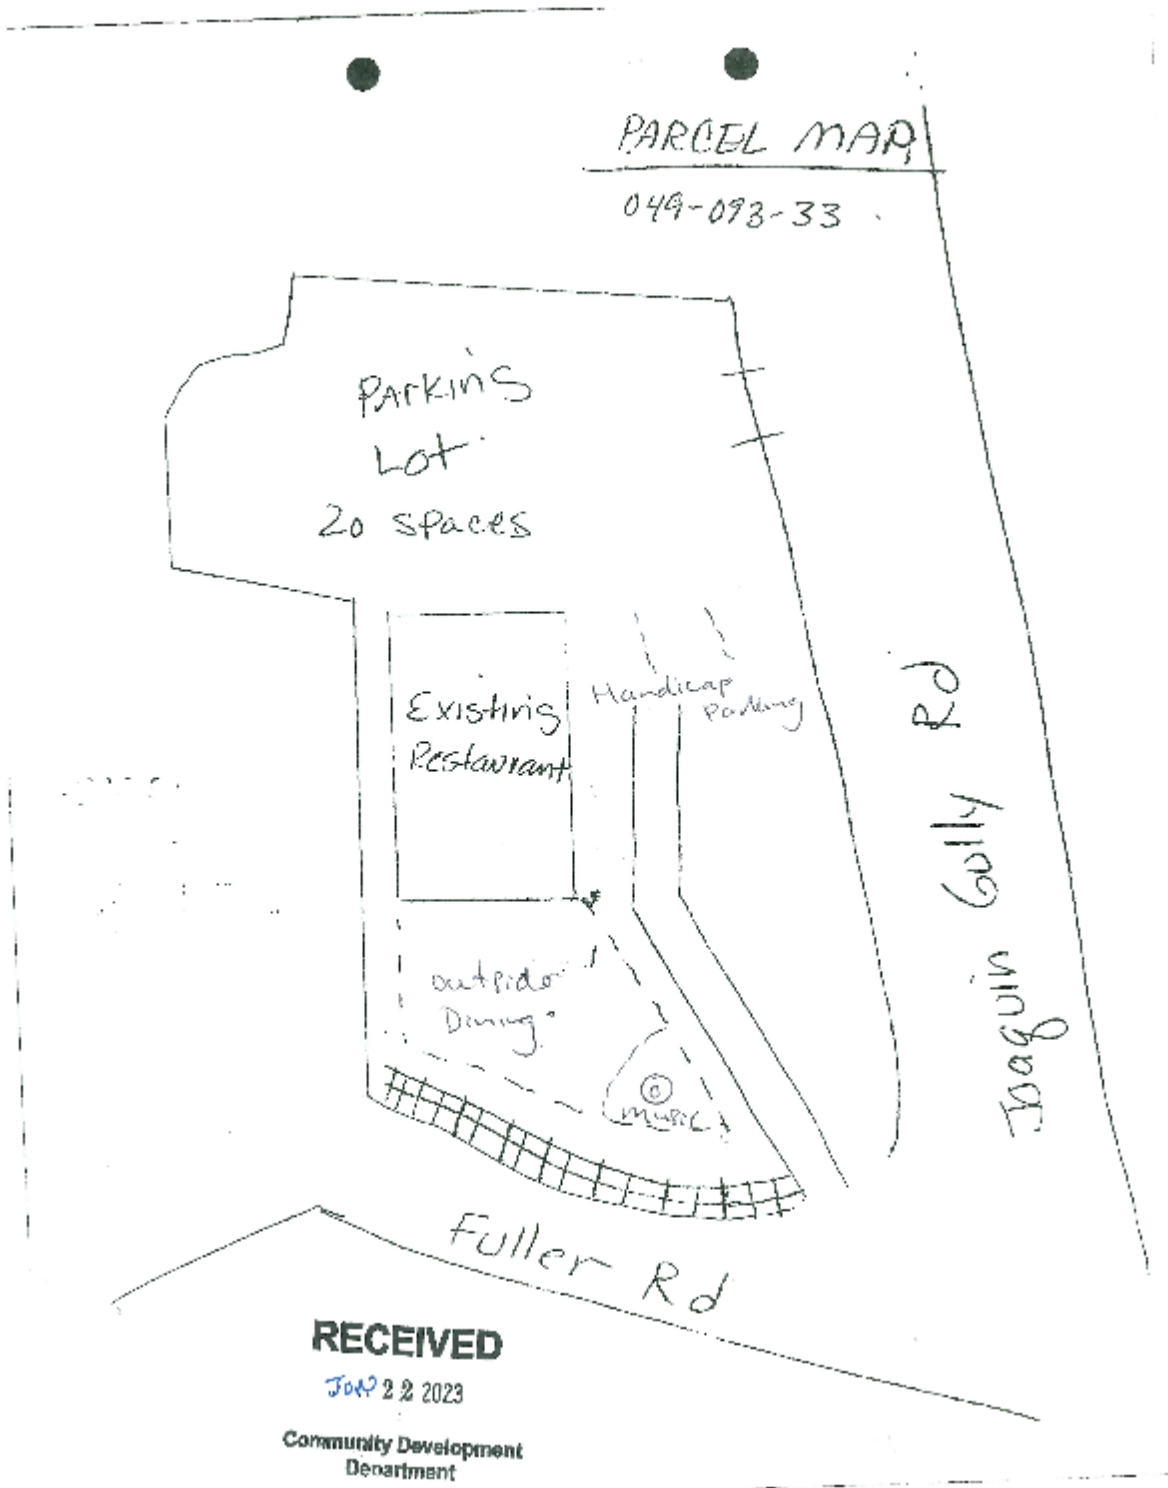 PARCEL MAP
049-093-33
Parking
Lot
20 spaces
Handicap
Parking
Existing
Restaurant
outside
Dining
music
Joaquin Gully Rd
Fuller Rd
RECEIVED
JUN 22 2023
Community Development
Department